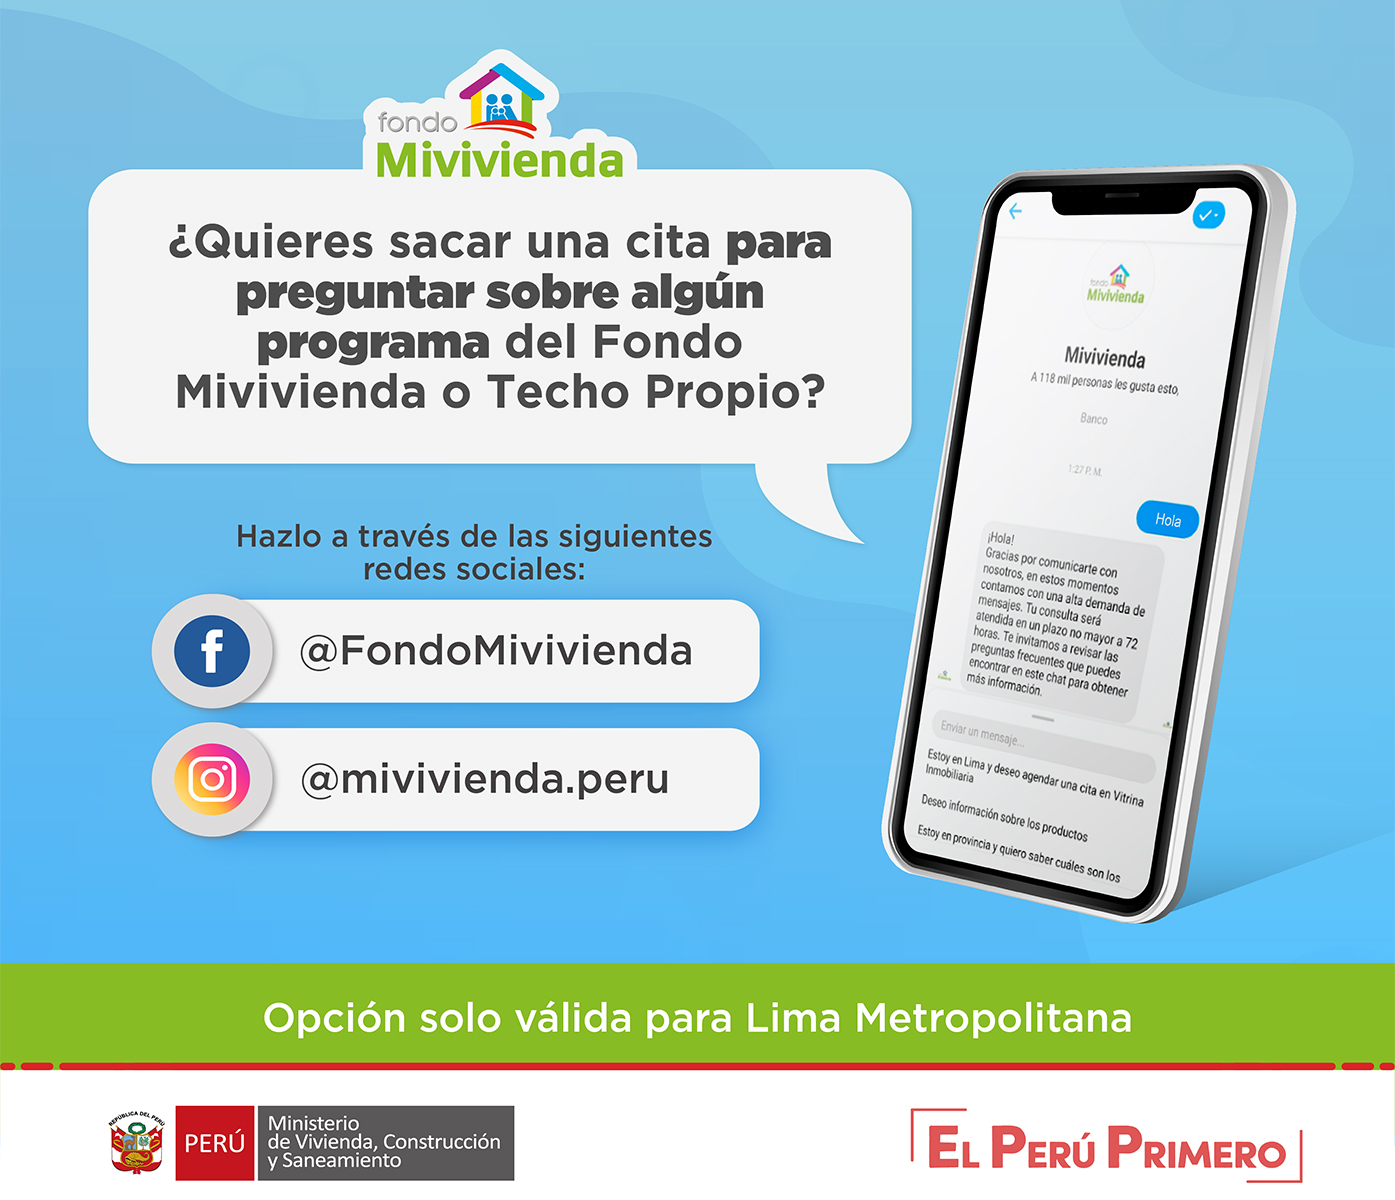 fondo
Mivivienda
¿Quieres sacar una cita para
preguntar sobre algún
programa del Fondo
Mivivienda o Techo Propio?
Hazlo a través de las siguientes
redes sociales:
@FondoMivivienda
@mivivienda.peru
fondo
Mivivienda
Mivivienda
A 118 mil personas les gusta esto,
Banco
1:27 P. M.
Hola
¡Hola!
Gracias por comunicarte con
nosotros, en estos momentos
contamos con una alta demanda de
mensajes. Tu consulta será
atendida en un plazo no mayor a 72
horas. Te invitamos a revisar las
preguntas frecuentes que puedes
encontrar en este chat para obtener
más información.
Enviar un mensaje...
Estoy en Lima y deseo agendar una cita en Vitrina
Inmobiliaria
Deseo información sobre los productos
Estoy en provincia y quiero saber cuáles son los
Opción solo válida para Lima Metropolitana
REPÚBLICA DEL PERÚ
PERÚ
Ministerio
de Vivienda, Construcción
y Saneamiento
EL PERÚ PRIMERO